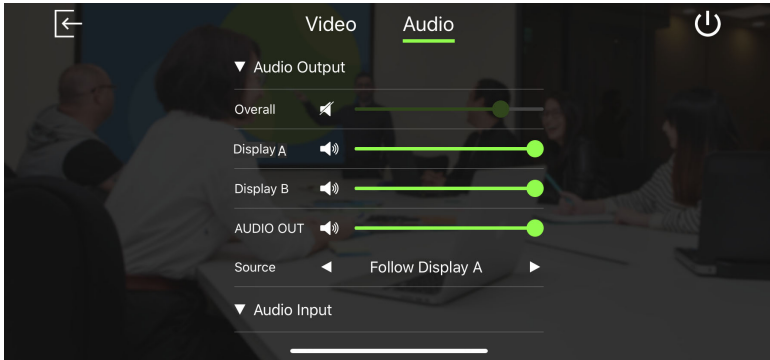 Video Audio
Audio Output
Overall
Display A
Display B
AUDIO OUT
Source Follow Display A
Audio Input